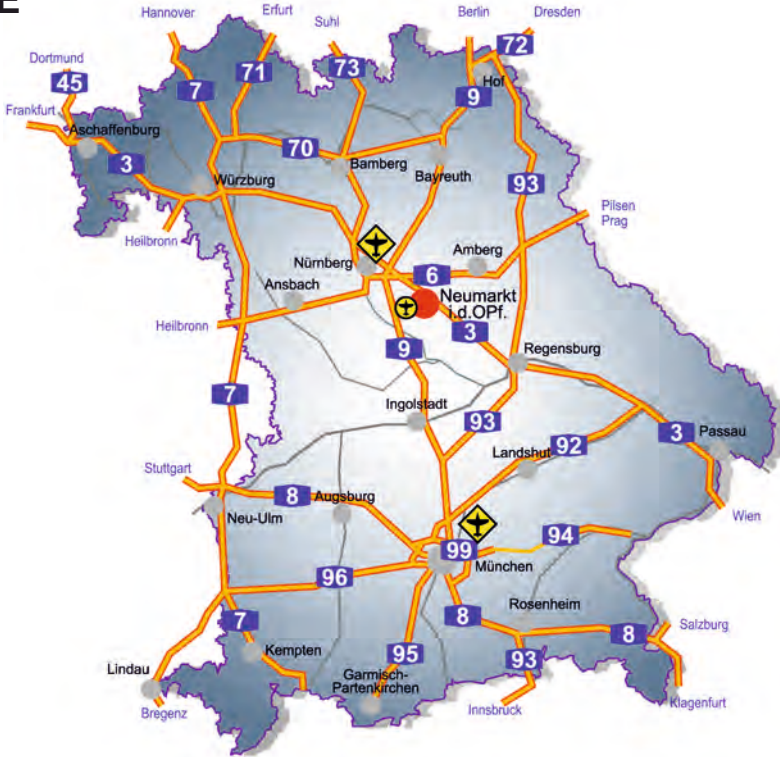 E
Hannover
Erfurt
Suhl
Berlin
Dresden
72
Dortmund
45
7
71
73
9
Hof
Frankfurt
Aschaffenburg
3
70
Bamberg
Bayreuth
Würzburg
93
Heilbronn
Pilsen
Prag
Nürnberg
Amberg
6
Ansbach
Neumarkt
i.d.OPf.
Heilbronn
3
9
Regensburg
7
Ingolstadt
93
92
3
Passau
Landshut
Stuttgart
8
Augsburg
Neu-Ulm
Wien
99
94
München
96
Rosenheim
7
8
8
Salzburg
Kempten
95
93
Lindau
Garmisch-
Partenkirchen
Bregenz
Innsbruck
Klagenfurt